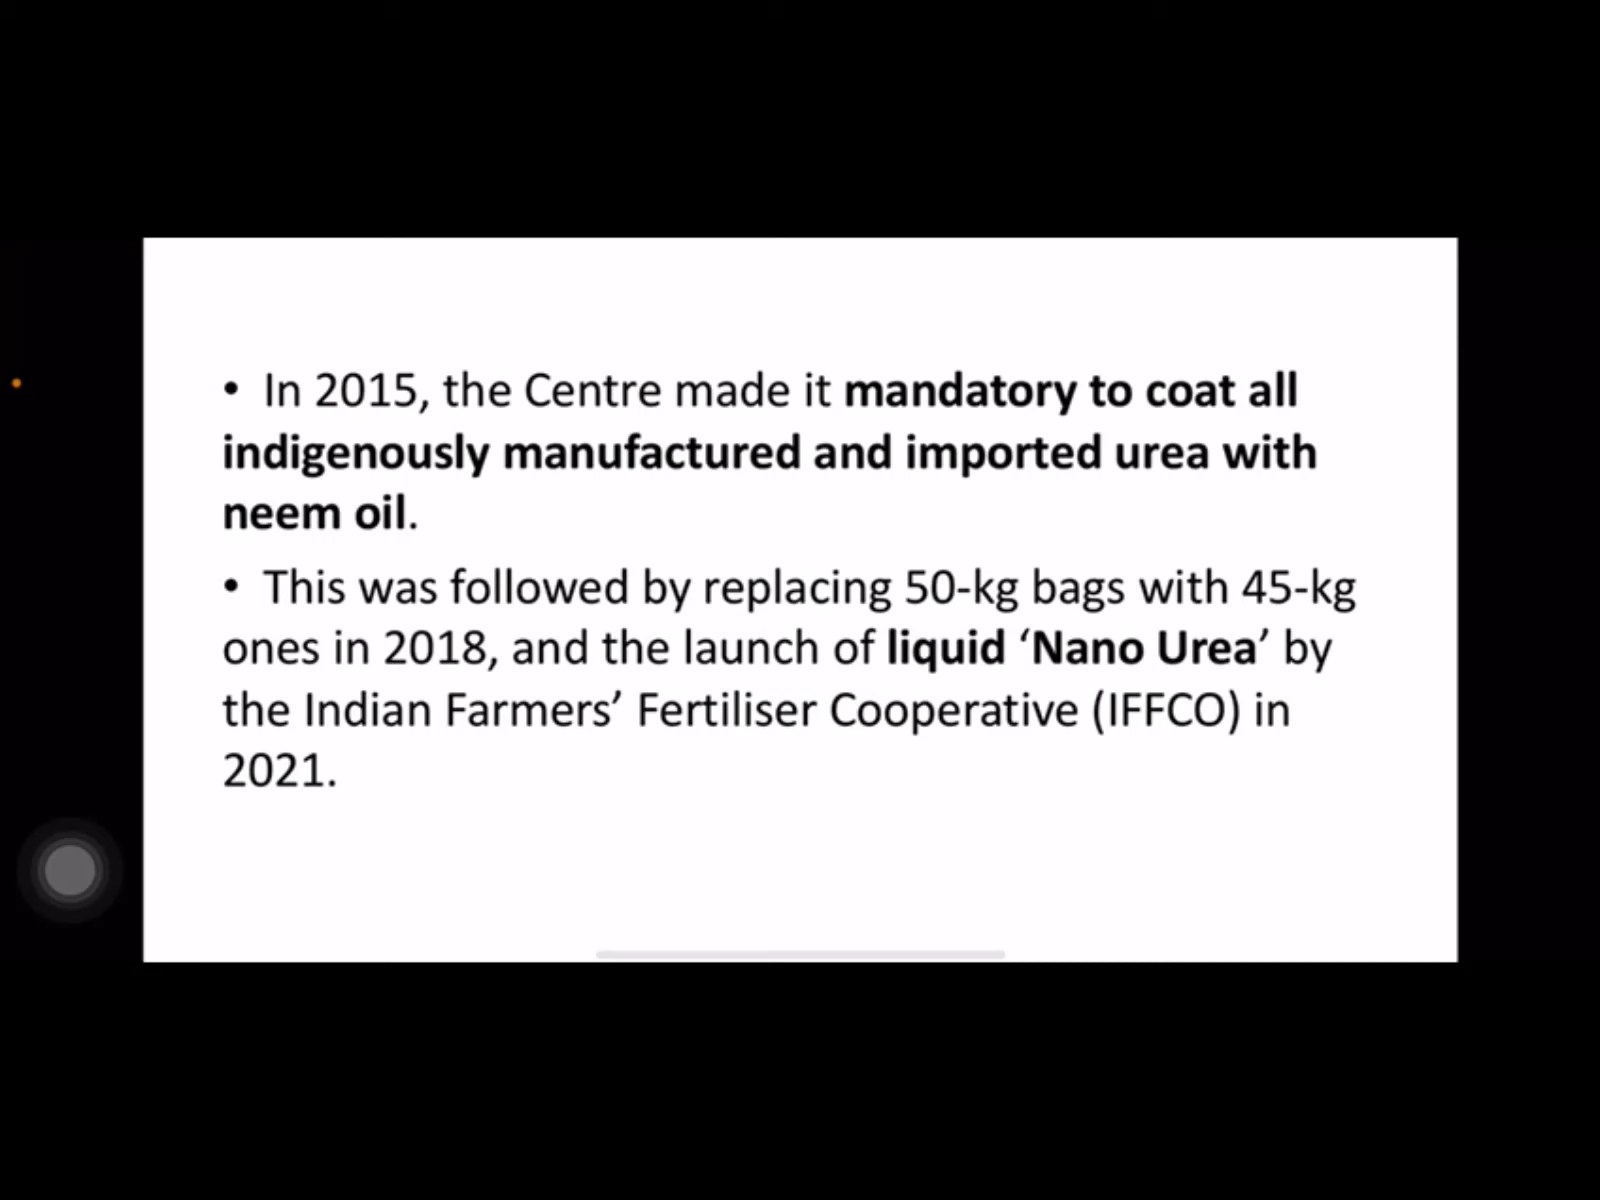 • In 2015, the Centre made it mandatory to coat all
indigenously manufactured and imported urea with
neem oil.
• This was followed by replacing 50-kg bags with 45-kg
ones in 2018, and the launch of liquid ‘Nano Urea’ by
the Indian Farmers’ Fertiliser Cooperative (IFFCO) in
2021.